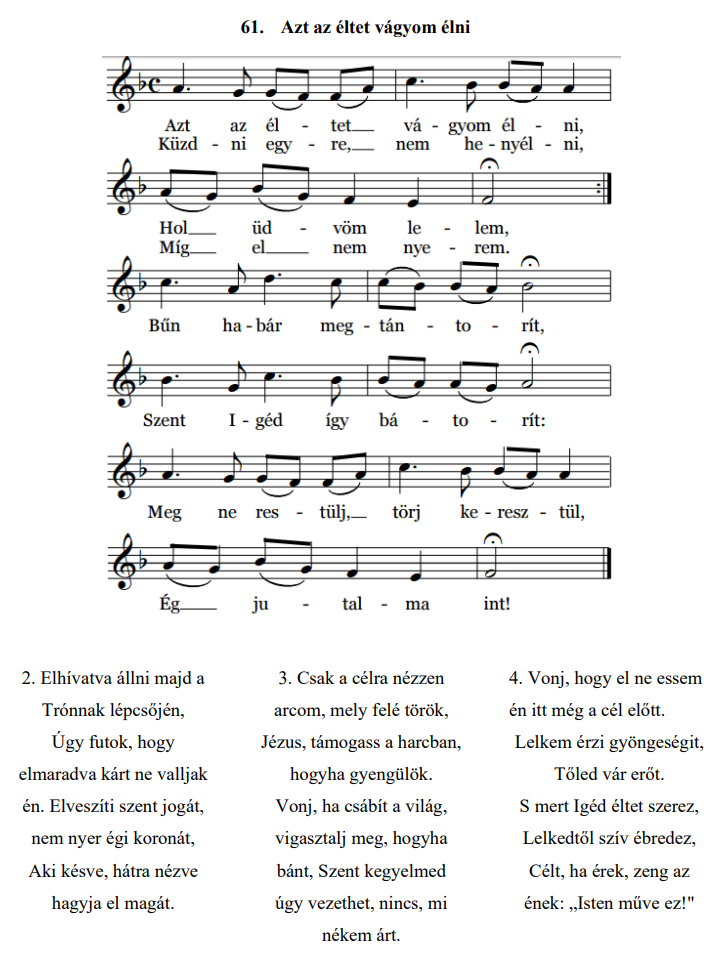 61. Azt az éltet vágyom élni
Azt az él - tet vá - gyom él - ni,
Küzd - ni egy - re, nem he - nyél - ni,
Hol üd - vöm le - lem,
Míg el nem nye - rem.
Bűn ha - bár meg - tán - to - rít,
Szent I - géd így bá - to - rít:
Meg ne res - tülj, törj ke - resz - tül,
Ég ju - tal - ma int!
2. Elhívatva állni majd a
Trónnak lépcsőjén,
Úgy futok, hogy
elmaradva kárt ne valljak
én. Elveszíti szent jogát,
nem nyer égi koronát,
Aki késve, hátra nézve
hagyja el magát.
3. Csak a célra nézzen
arcom, mely felé török,
Jézus, támogass a harcban,
hogyha gyengülök.
Vonj, ha csábít a világ,
vigasztalj meg, hogyha
bánt, Szent kegyelmed
úgy vezethet, nincs, mi
nékem árt.
4. Vonj, hogy el ne essem
én itt még a cél előtt.
Lelkem érzi gyöngeségit,
Tőled vár erőt.
S mert Igéd éltet szerez,
Lelkedtől szív ébredez,
Célt, ha érek, zeng az
ének: „Isten műve ez!"